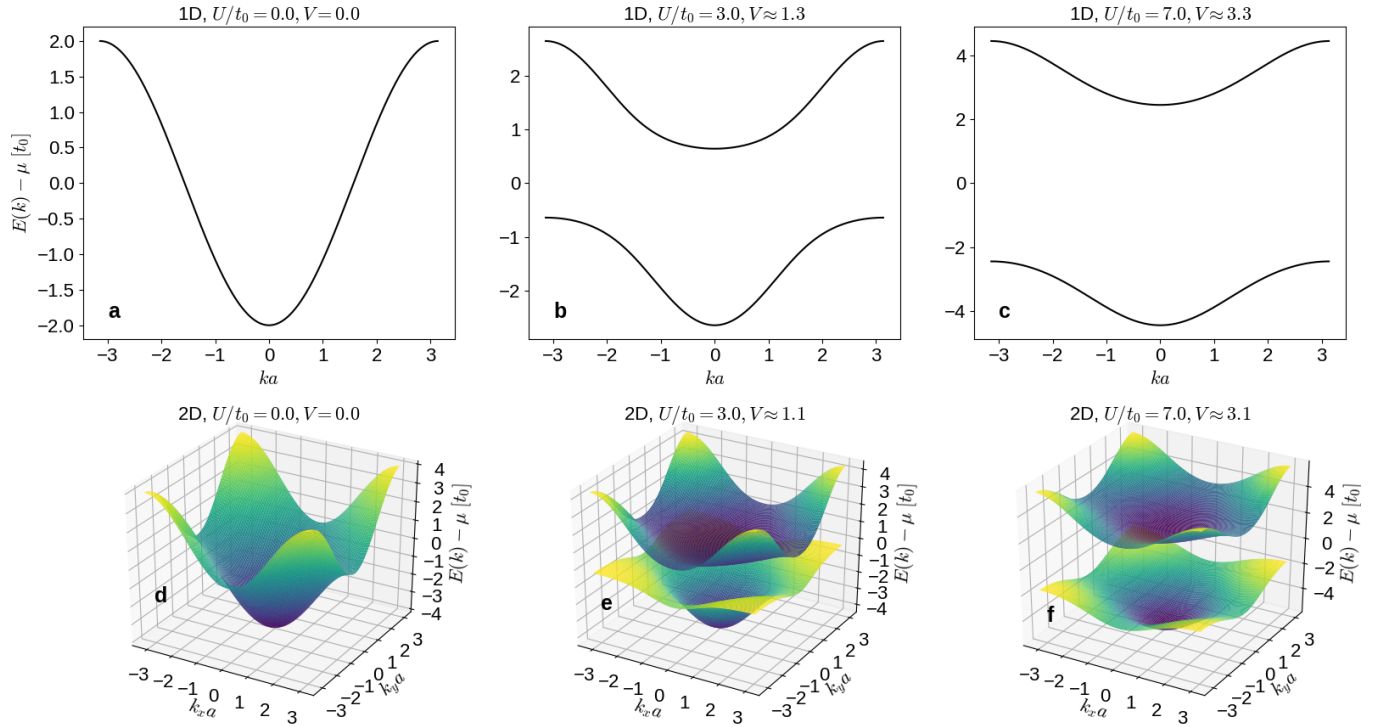 1D, U/t₀ = 0.0, V = 0.0
2.0
1.5
1.0
0.5
0.0
−0.5
−1.0
−1.5
−2.0
E(k) − μ [t₀]
a
−3 −2 −1 0 1 2 3
ka
1D, U/t₀ = 3.0, V ≈ 1.3
2
1
0
−1
−2
b
−3 −2 −1 0 1 2 3
ka
1D, U/t₀ = 7.0, V ≈ 3.3
4
2
0
−2
−4
c
−3 −2 −1 0 1 2 3
ka
2D, U/t₀ = 0.0, V = 0.0
4
3
2
1
0
−1
−2
−3
−4
E(k) − μ [t₀]
d
−3 −2 −1 0 1 2 3
kₓa
−3 −2 −1 0 1 2 3
k_y a
2D, U/t₀ = 3.0, V ≈ 1.1
4
3
2
1
0
−1
−2
−3
−4
E(k) − μ [t₀]
e
−3 −2 −1 0 1 2 3
kₓa
−3 −2 −1 0 1 2 3
k_y a
2D, U/t₀ = 7.0, V ≈ 3.1
4
2
0
−2
−4
E(k) − μ [t₀]
f
−3 −2 −1 0 1 2 3
kₓa
−3 −2 −1 0 1 2 3
k_y a